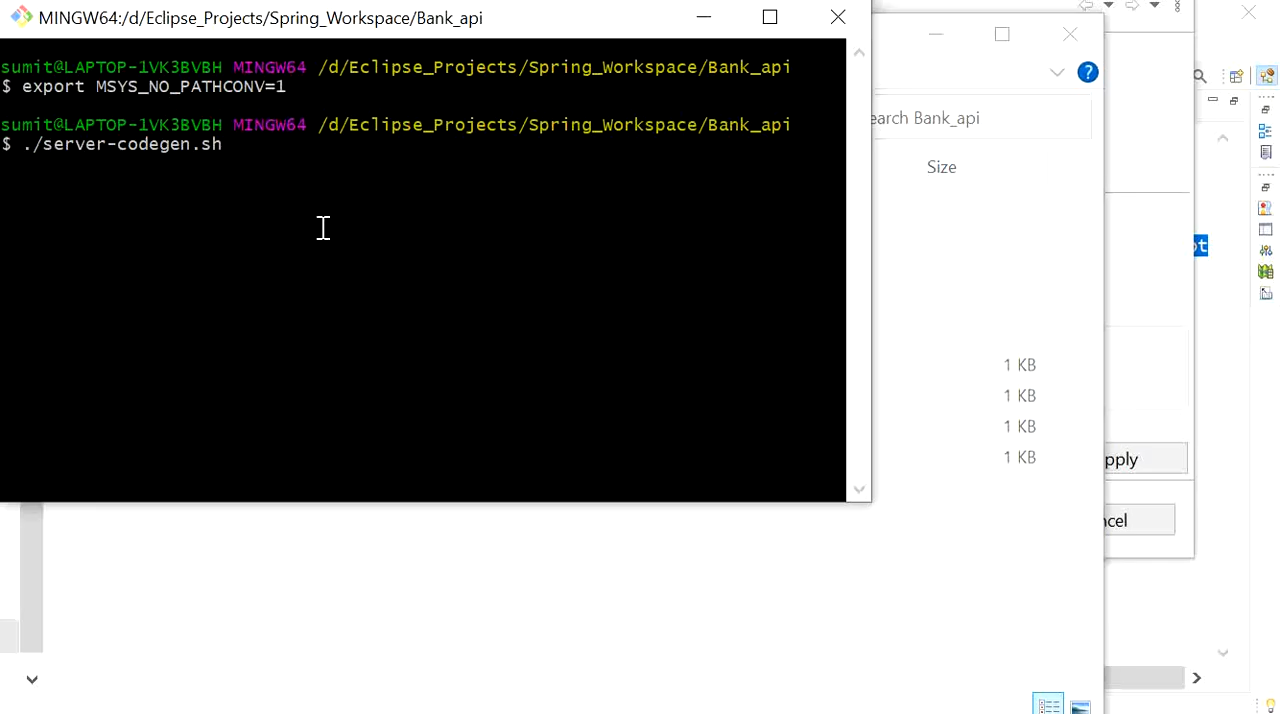 MINGW64:/d/Eclipse_Projects/Spring_Workspace/Bank_api
sumit@LAPTOP-1VK3BVBH MINGW64 /d/Eclipse_Projects/Spring_Workspace/Bank_api
$ export MSYS_NO_PATHCONV=1
sumit@LAPTOP-1VK3BVBH MINGW64 /d/Eclipse_Projects/Spring_Workspace/Bank_api
$ ./server-codegen.sh
earch Bank_api
Size
ot
1 KB
1 KB
1 KB
1 KB
pply
ncel